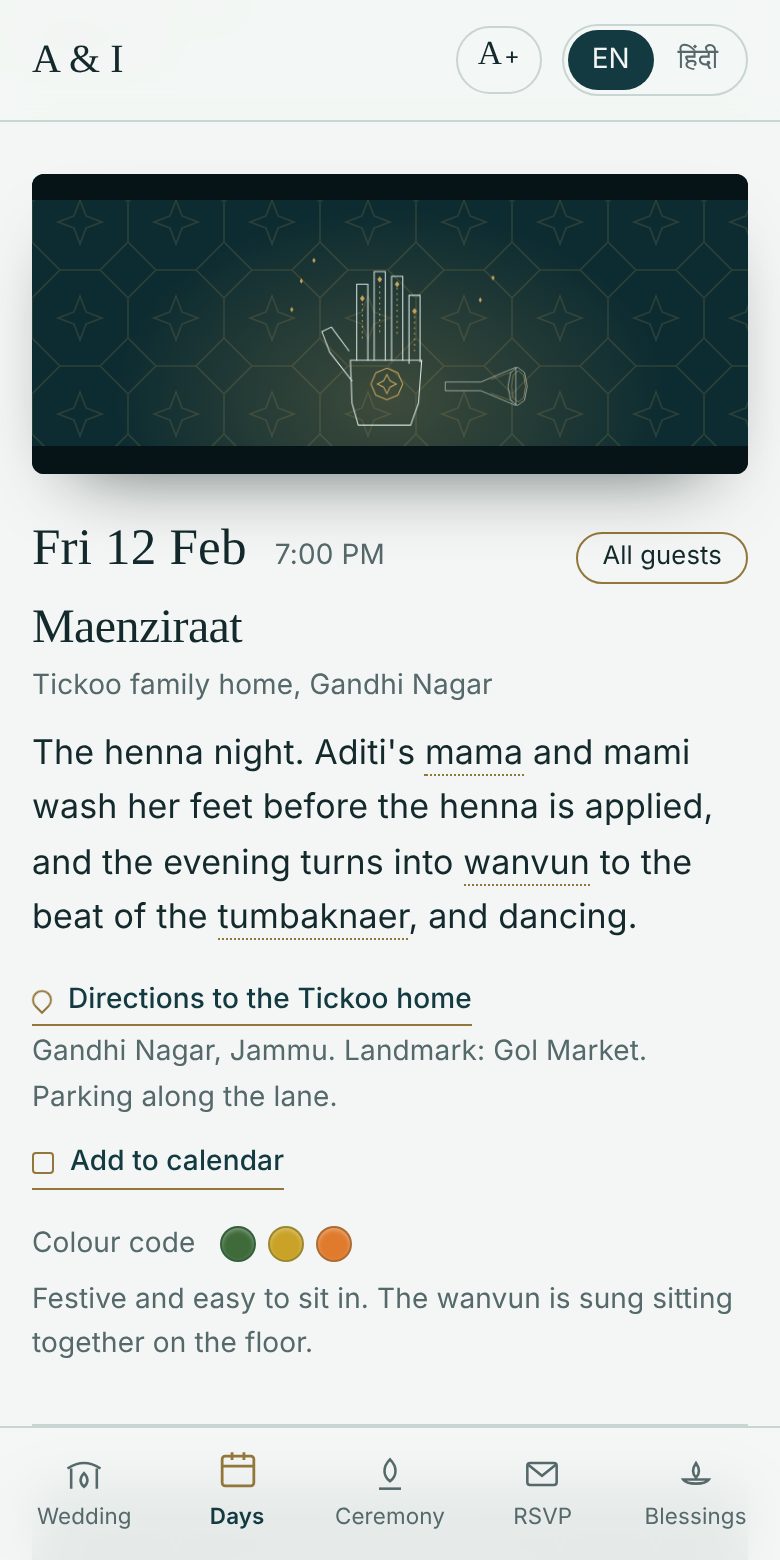 A & I
A+
EN
हिंदी
Fri 12 Feb
7:00 PM
All guests
Maenziraat
Tickoo family home, Gandhi Nagar
The henna night. Aditi's mama and mami
wash her feet before the henna is applied,
and the evening turns into wanvun to the
beat of the tumbaknaer, and dancing.
Directions to the Tickoo home
Gandhi Nagar, Jammu. Landmark: Gol Market.
Parking along the lane.
Add to calendar
Colour code
Festive and easy to sit in. The wanvun is sung sitting
together on the floor.
Wedding
Days
Ceremony
RSVP
Blessings